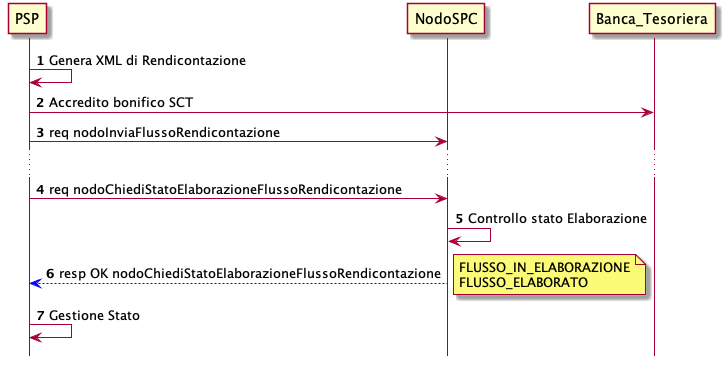 PSP
NodoSPC
Banca_Tesoriera
1 Genera XML di Rendicontazione
2 Accredito bonifico SCT
3 req nodoInviaFlussoRendicontazione
4 req nodoChiediStatoElaborazioneFlussoRendicontazione
5 Controllo stato Elaborazione
6 resp OK nodoChiediStatoElaborazioneFlussoRendicontazione
FLUSSO_IN_ELABORAZIONE
FLUSSO_ELABORATO
7 Gestione Stato